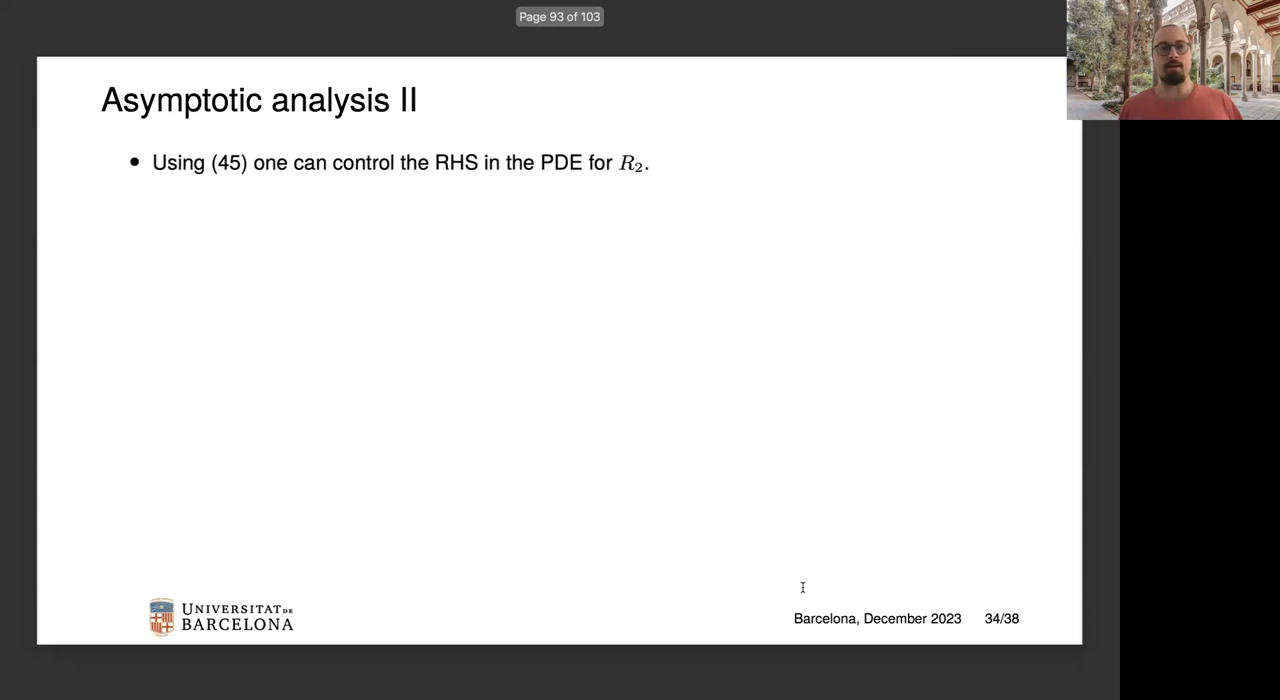 Page 93 of 103
Asymptotic analysis II
• Using (45) one can control the RHS in the PDE for R₂.
UNIVERSITAT DE
BARCELONA
Barcelona, December 2023 34/38